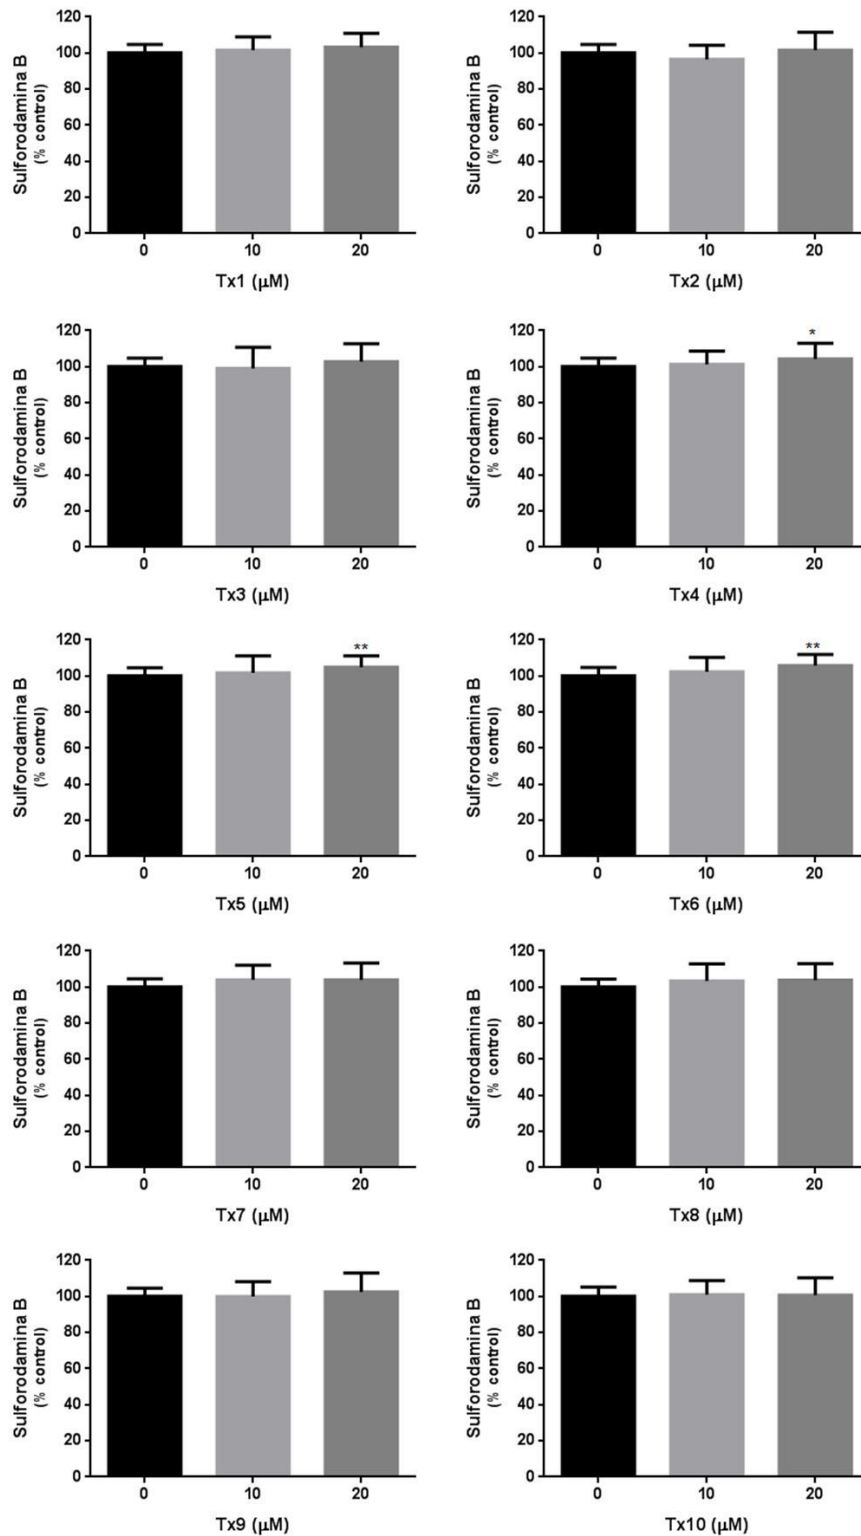 Sulforodamina B
(% control)
120
100
80
60
40
20
0
0 10 20
Tx1 (μM)
Sulforodamina B
(% control)
120
100
80
60
40
20
0
0 10 20
Tx2 (μM)
Sulforodamina B
(% control)
120
100
80
60
40
20
0
0 10 20
Tx3 (μM)
Sulforodamina B
(% control)
120
100
80
60
40
20
0
*
0 10 20
Tx4 (μM)
Sulforodamina B
(% control)
120
100
80
60
40
20
0
**
0 10 20
Tx5 (μM)
Sulforodamina B
(% control)
120
100
80
60
40
20
0
**
0 10 20
Tx6 (μM)
Sulforodamina B
(% control)
120
100
80
60
40
20
0
0 10 20
Tx7 (μM)
Sulforodamina B
(% control)
120
100
80
60
40
20
0
0 10 20
Tx8 (μM)
Sulforodamina B
(% control)
120
100
80
60
40
20
0
0 10 20
Tx9 (μM)
Sulforodamina B
(% control)
120
100
80
60
40
20
0
0 10 20
Tx10 (μM)